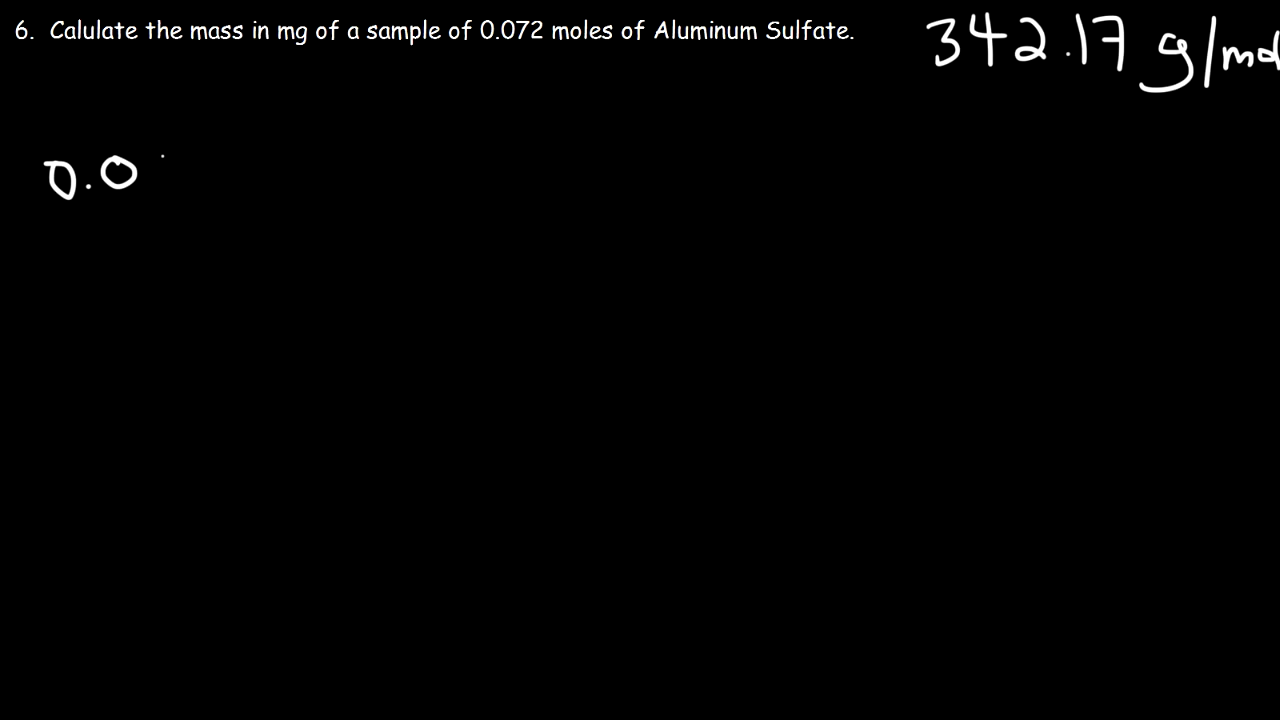 6. Calulate the mass in mg of a sample of 0.072 moles of Aluminum Sulfate.
342.17 g/mol
0.0